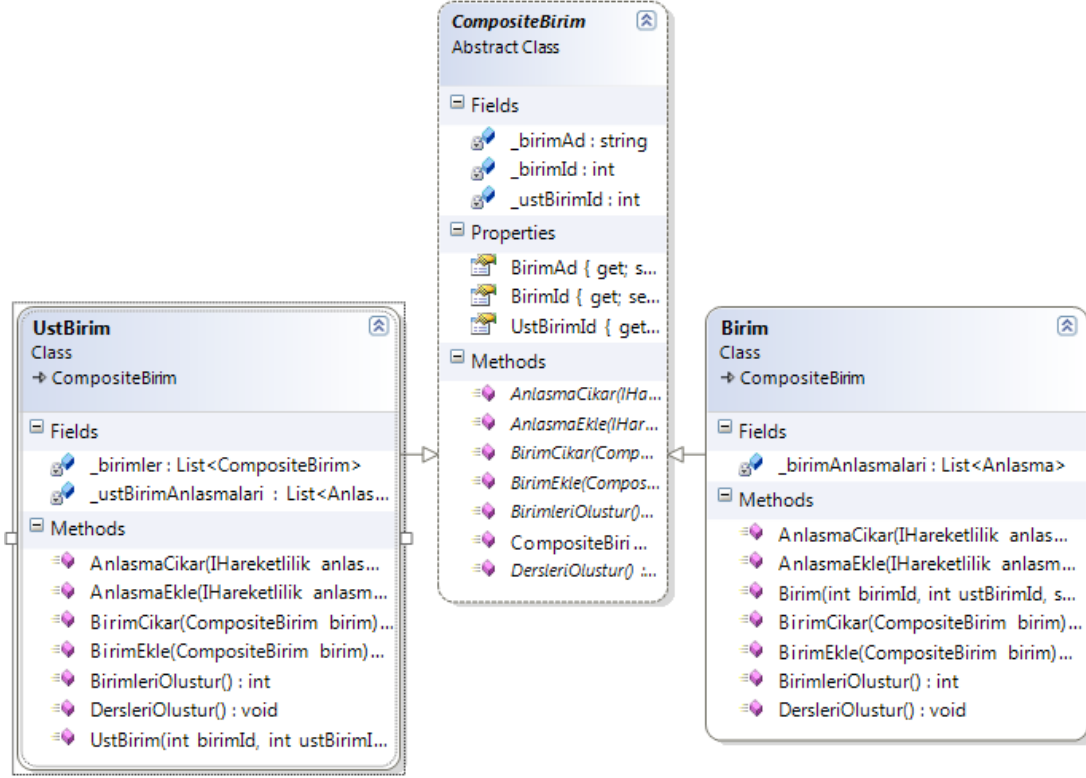 CompositeBirim
Abstract Class
Fields
_birimAd : string
_birimId : int
_ustBirimId : int
Properties
BirimAd { get; s...
BirimId { get; se...
UstBirimId { get...
Methods
AnlasmaCikar(IHa...
AnlasmaEkle(IHar...
BirimCikar(Comp...
BirimEkle(Compos...
BirimleriOlustur()...
CompositeBiri ...
DersleriOlustur() :...
UstBirim
Class
CompositeBirim
Fields
_birimler : List<CompositeBirim>
_ustBirimAnlasmalari : List<Anlas...
Methods
AnlasmaCikar(IHareketlilik anlas...
AnlasmaEkle(IHareketlilik anlasm...
BirimCikar(CompositeBirim birim)...
BirimEkle(CompositeBirim birim)...
BirimleriOlustur() : int
DersleriOlustur() : void
UstBirim(int birimId, int ustBirimI...
Birim
Class
CompositeBirim
Fields
_birimAnlasmalari : List<Anlasma>
Methods
AnlasmaCikar(IHareketlilik anlas...
AnlasmaEkle(IHareketlilik anlasm...
Birim(int birimId, int ustBirimId, s...
BirimCikar(CompositeBirim birim)...
BirimEkle(CompositeBirim birim)...
BirimleriOlustur() : int
DersleriOlustur() : void